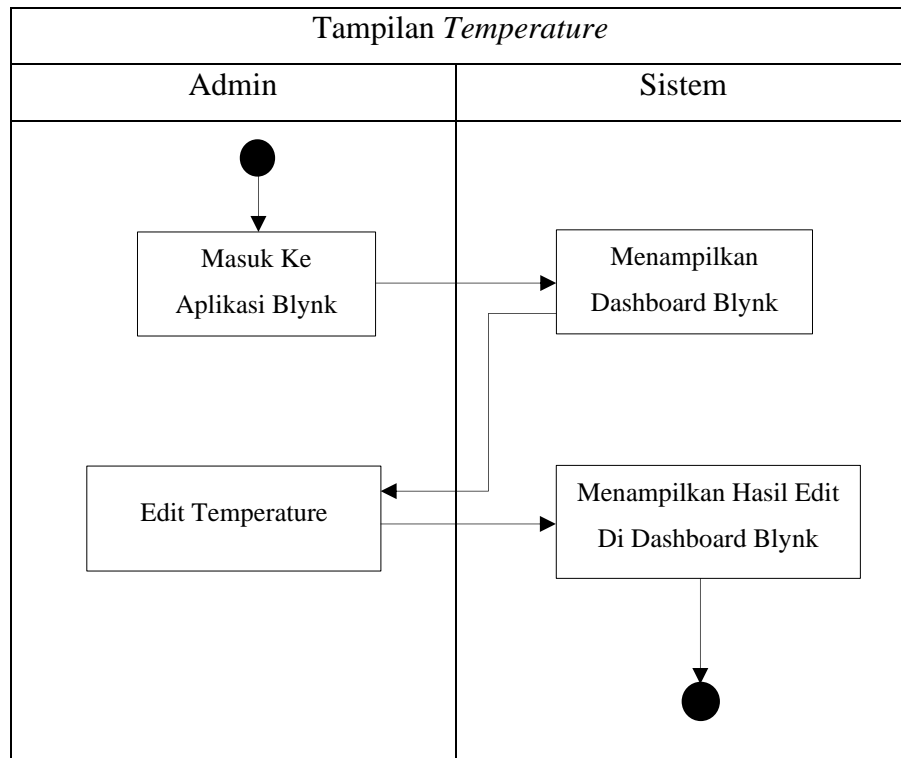 Tampilan Temperature
Admin
Sistem
Masuk Ke
Aplikasi Blynk
Menampilkan
Dashboard Blynk
Edit Temperature
Menampilkan Hasil Edit
Di Dashboard Blynk